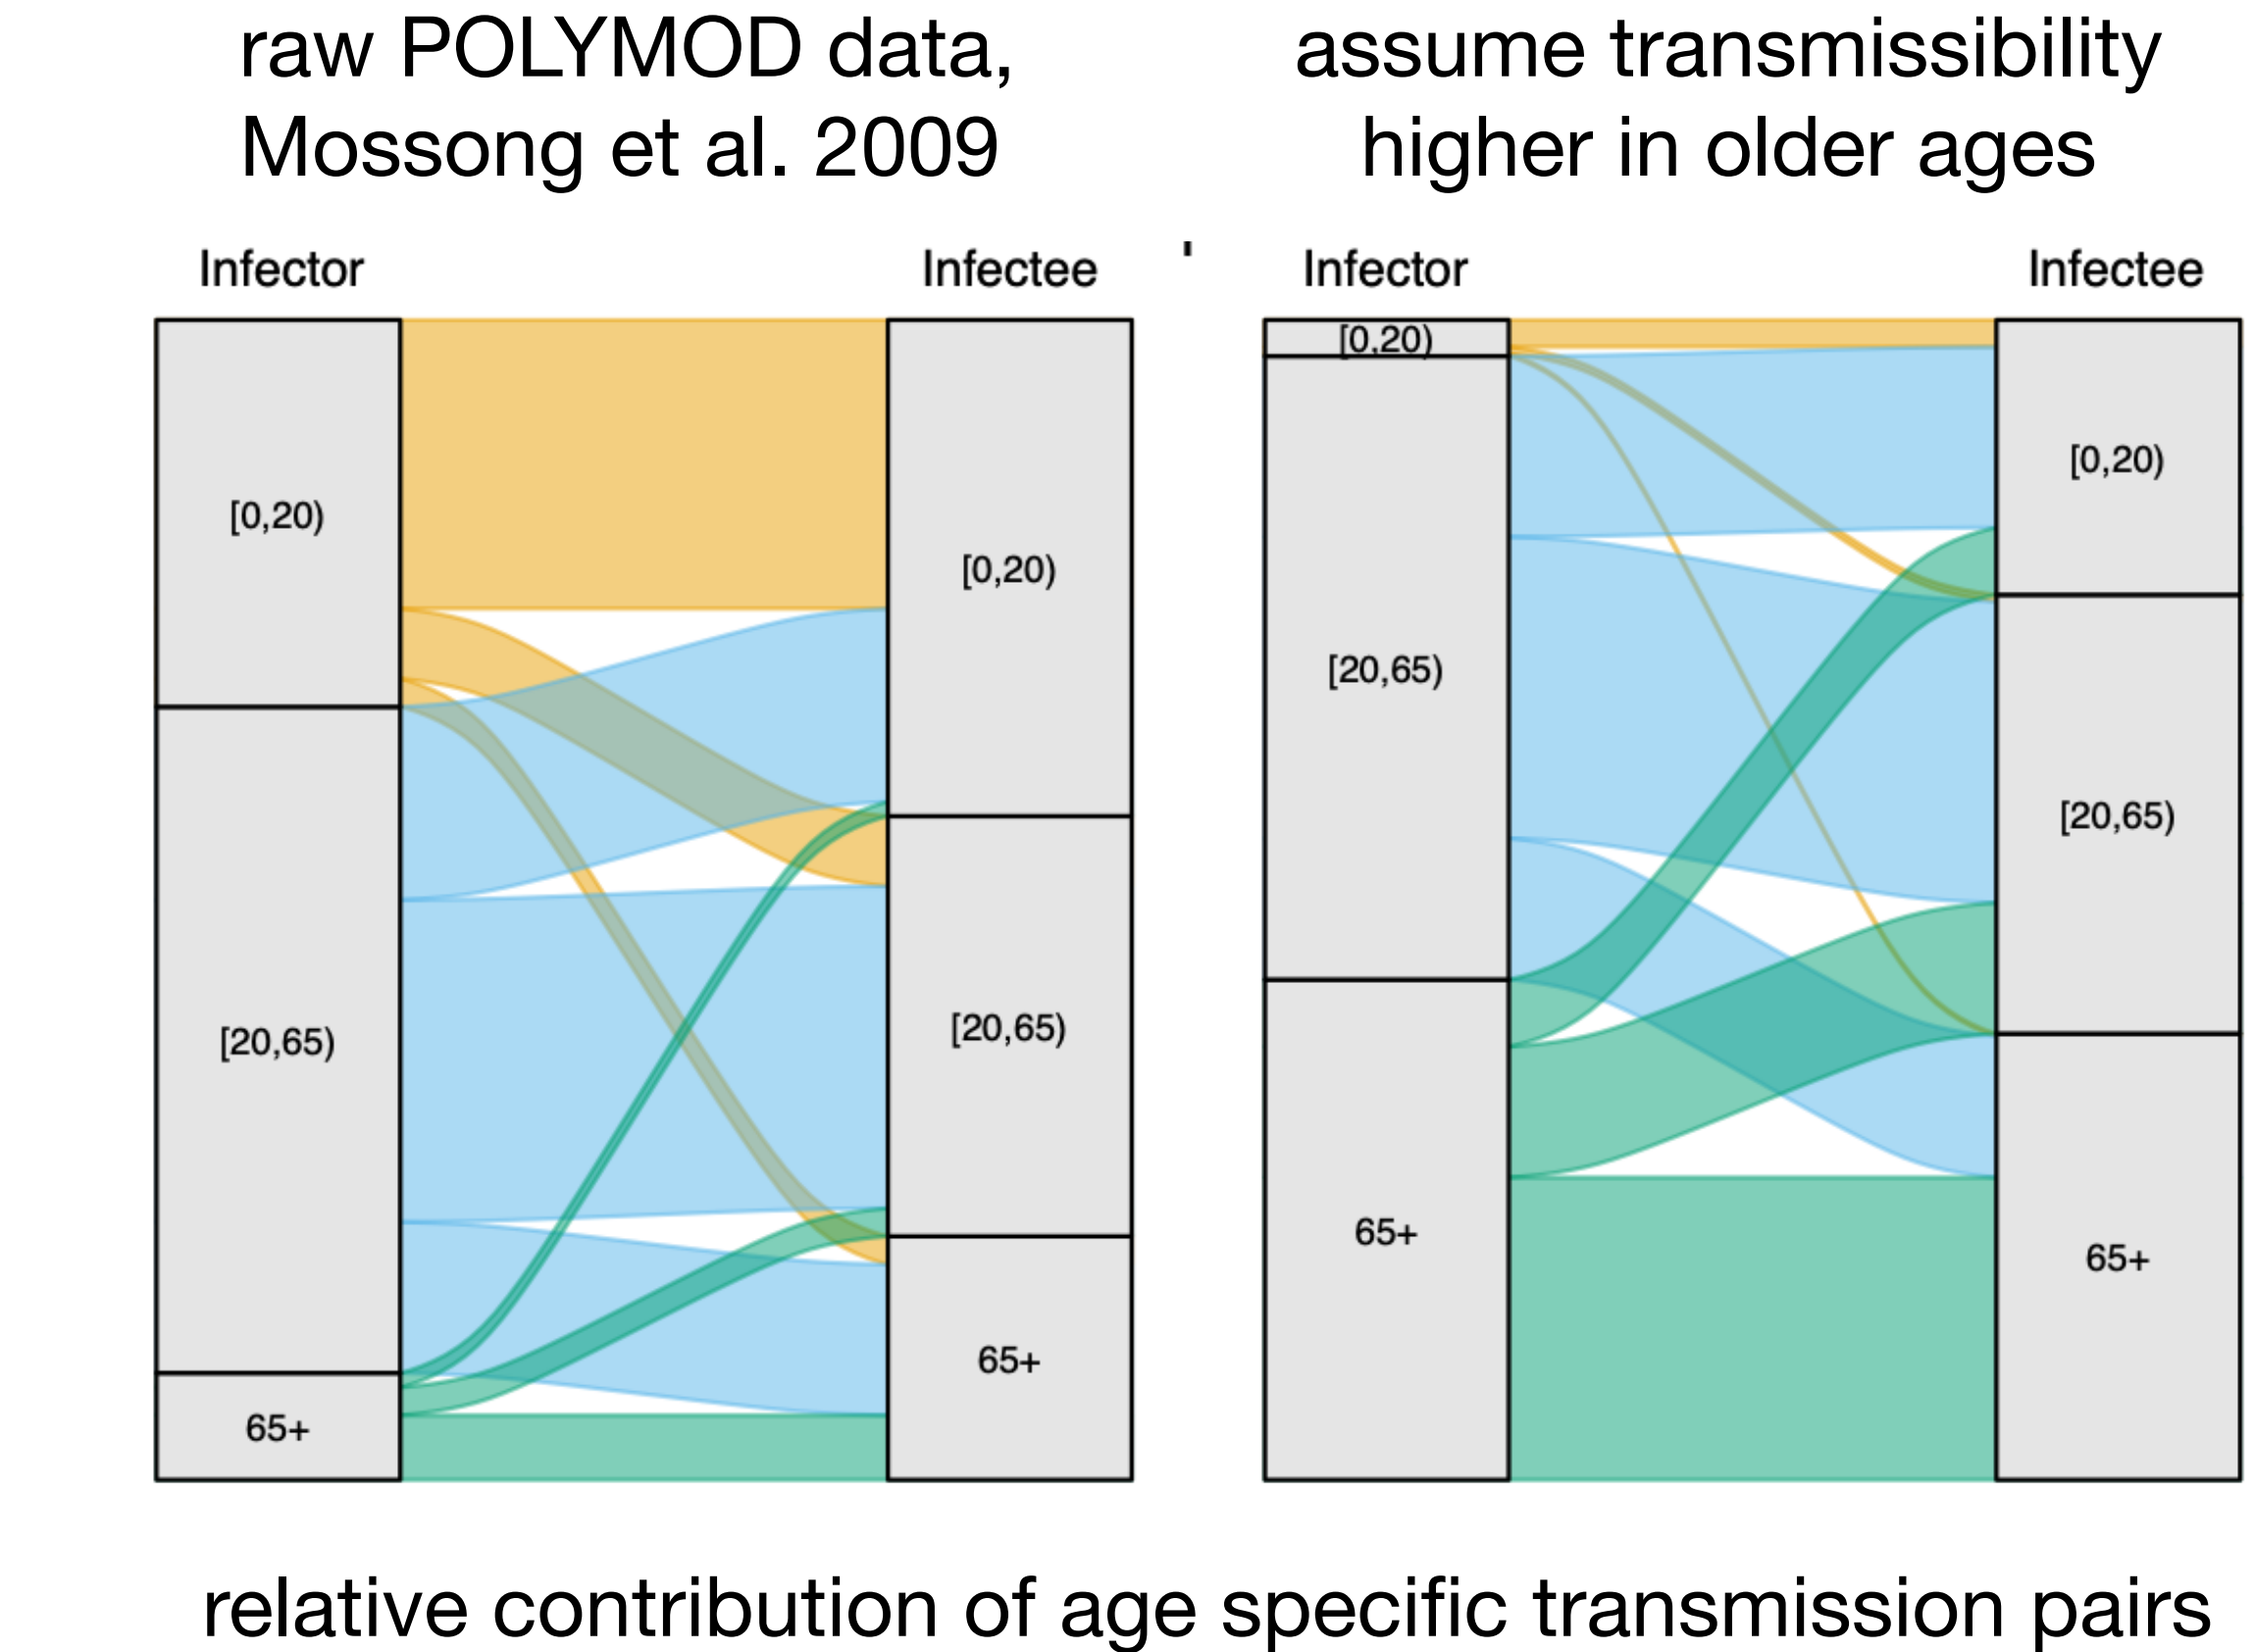 raw POLYMOD data,
Mossong et al. 2009
assume transmissibility
higher in older ages
Infector
Infectee
[0,20)
[20,65)
65+
[0,20)
[20,65)
65+
Infector
Infectee
[0,20)
[20,65)
65+
[0,20)
[20,65)
65+
relative contribution of age specific transmission pairs